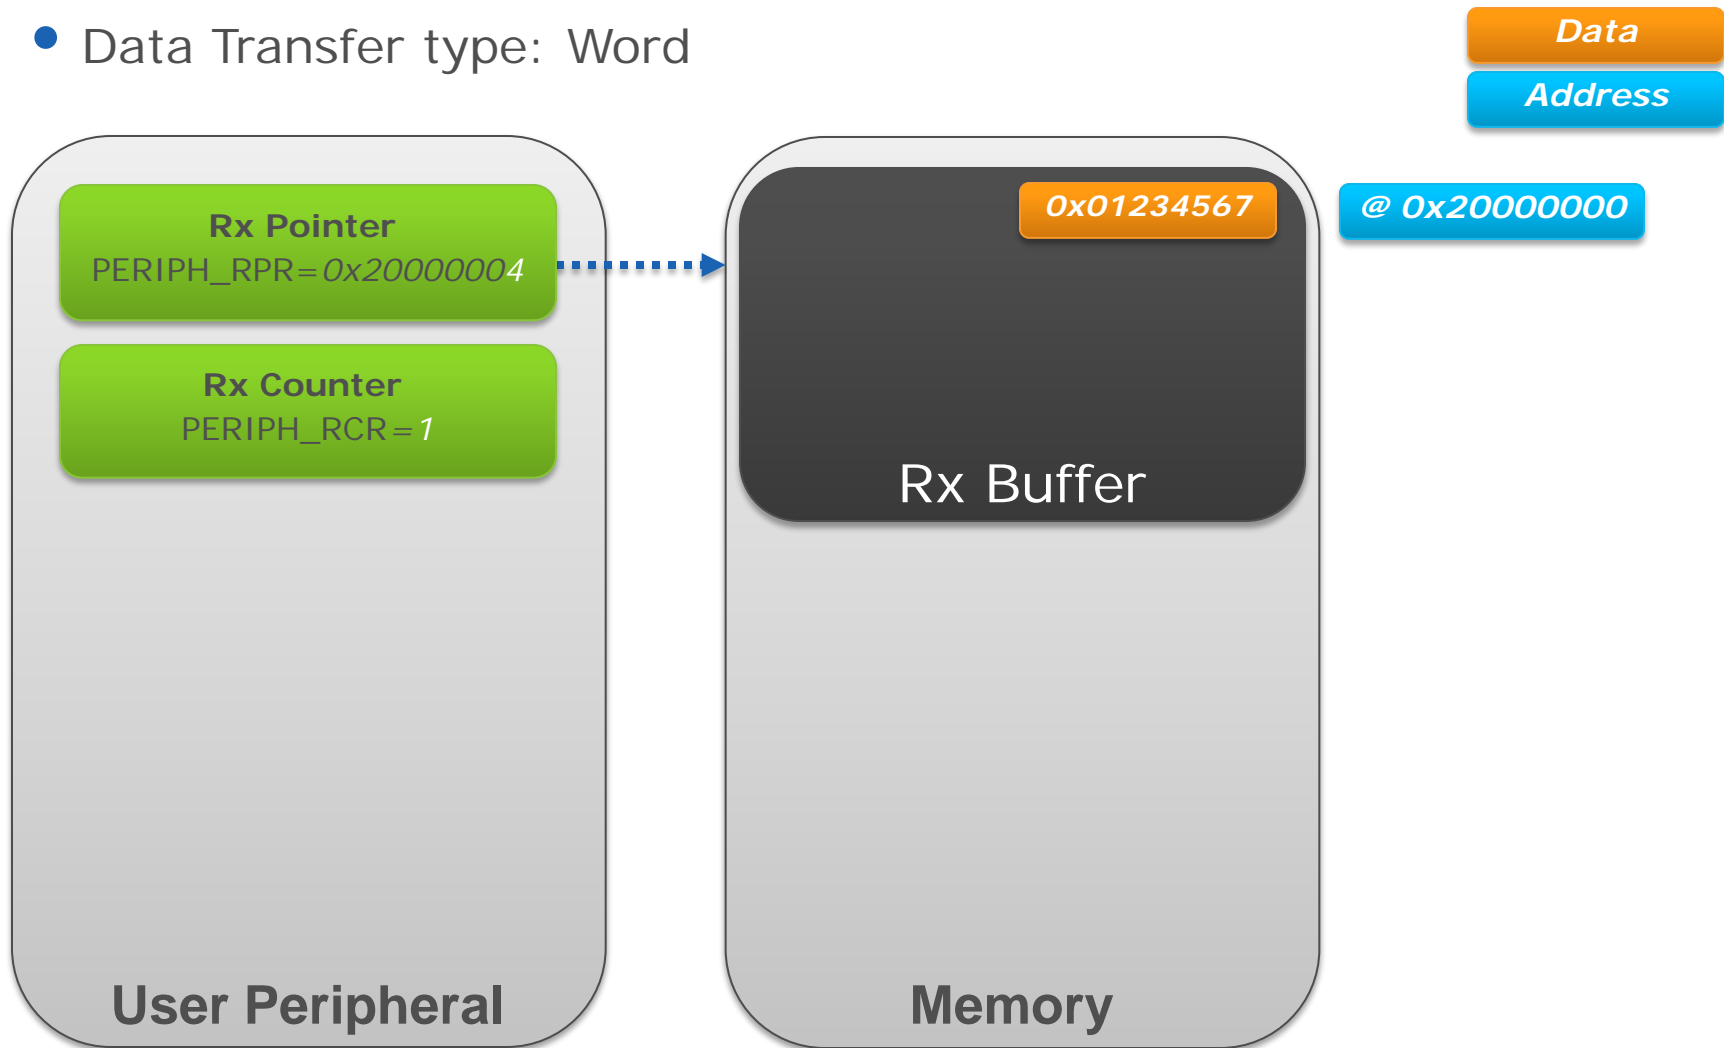 • Data Transfer type: Word
Data
Address
Rx Pointer
PERIPH_RPR=0x20000004
Rx Counter
PERIPH_RCR=1
User Peripheral
0x01234567
@ 0x20000000
Rx Buffer
Memory